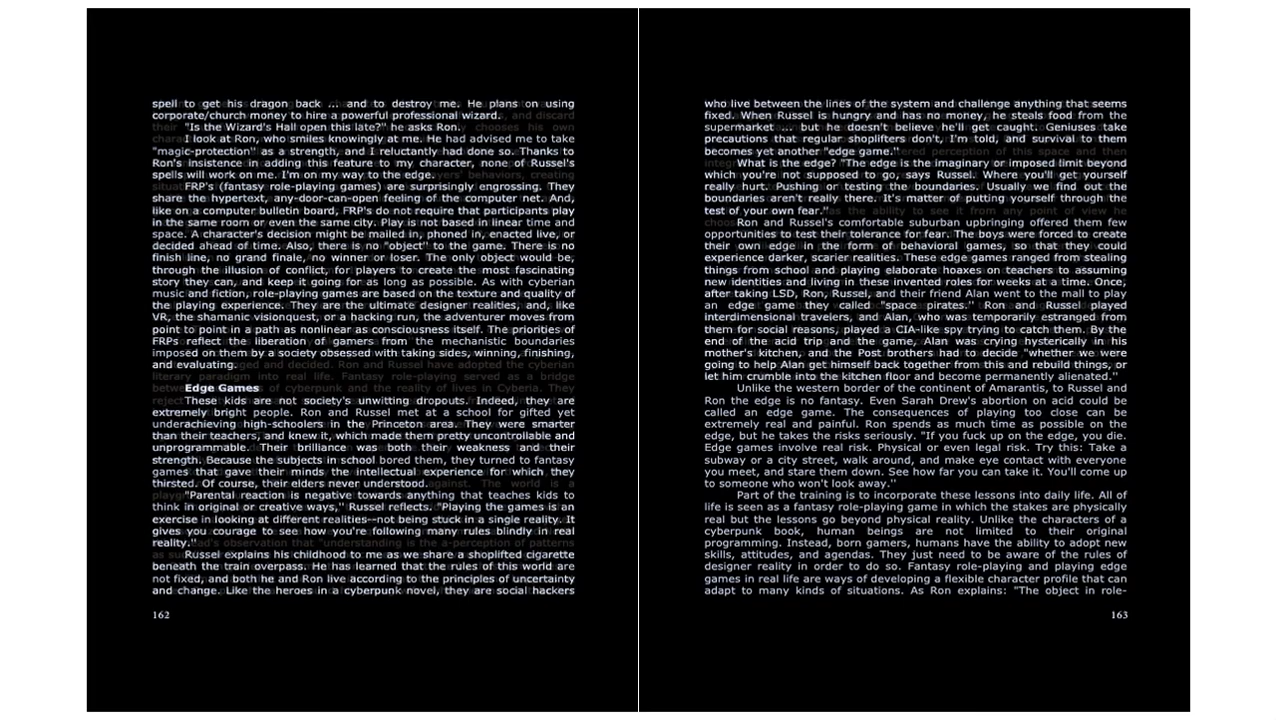 spell to get his dragon back ... and to destroy me. He plans on using
corporate/church money to hire a powerful professional wizard.
"Is the Wizard's Hall open this late?" he asks Ron.
I look at Ron, who smiles knowingly at me. He had advised me to take
"magic-protection" as a strength, and I reluctantly had done so. Thanks to
Ron's insistence on adding this feature to my character, none of Russel's
spells will work on me. I'm on my way to the edge.
FRP's (fantasy role-playing games) are surprisingly engrossing. They
share the hypertext, any-door-can-open feeling of the computer net. And,
like on a computer bulletin board, FRP's do not require that participants play
in the same room or even the same city. Play is not based in linear time and
space. A character's decision might be mailed in, phoned in, enacted live, or
decided ahead of time. Also, there is no "object" to the game. There is no
finish line, no grand finale, no winner or loser. The only object would be,
through the illusion of conflict, for players to create the most fascinating
story they can, and keep it going for as long as possible. As with cyberian
music and fiction, role-playing games are based on the texture and quality of
the playing experience. They are the ultimate designer realities, and, like
VR, the shamanic visionquest, or a hacking run, the adventurer moves from
point to point in a path as nonlinear as consciousness itself. The priorities of
FRPs reflect the liberation of gamers from the mechanistic boundaries
imposed on them by a society obsessed with taking sides, winning, finishing,
and evaluating.
Edge Games
These kids are not society's unwitting dropouts. Indeed, they are
extremely bright people. Ron and Russel met at a school for gifted yet
underachieving high-schoolers in the Princeton area. They were smarter
than their teachers, and knew it, which made them pretty uncontrollable and
unprogrammable. Their brilliance was both their weakness and their
strength. Because the subjects in school bored them, they turned to fantasy
games that gave their minds the intellectual experience for which they
thirsted. Of course, their elders never understood.
"Parental reaction is negative towards anything that teaches kids to
think in original or creative ways,'' Russel reflects. "Playing the games is an
exercise in looking at different realities--not being stuck in a single reality. It
gives you courage to see how you're following many rules blindly in real
reality.''
Russel explains his childhood to me as we share a shoplifted cigarette
beneath the train overpass. He has learned that the rules of this world are
not fixed, and both he and Ron live according to the principles of uncertainty
and change. Like the heroes in a cyberpunk novel, they are social hackers
162
who live between the lines of the system and challenge anything that seems
fixed. When Russel is hungry and has no money, he steals food from the
supermarket ... but he doesn't believe he'll get caught. Geniuses take
precautions that regular shoplifters don't, I'm told, and survival to them
becomes yet another "edge game.''
What is the edge? "The edge is the imaginary or imposed limit beyond
which you're not supposed to go, says Russel. Where you'll get yourself
really hurt. Pushing or testing the boundaries. Usually we find out the
boundaries aren't really there. It's matter of putting yourself through the
test of your own fear.''
Ron and Russel's comfortable suburban upbringing offered them few
opportunities to test their tolerance for fear. The boys were forced to create
their own edge in the form of behavioral games, so that they could
experience darker, scarier realities. These edge games ranged from stealing
things from school and playing elaborate hoaxes on teachers to assuming
new identities and living in these invented roles for weeks at a time. Once,
after taking LSD, Ron, Russel, and their friend Alan went to the mall to play
an edge game they called "space pirates.'' Ron and Russel played
interdimensional travelers, and Alan, who was temporarily estranged from
them for social reasons, played a CIA-like spy trying to catch them. By the
end of the acid trip and the game, Alan was crying hysterically in his
mother's kitchen, and the Post brothers had to decide "whether we were
going to help Alan get himself back together from this and rebuild things, or
let him crumble into the kitchen floor and become permanently alienated.''
Unlike the western border of the continent of Amarantis, to Russel and
Ron the edge is no fantasy. Even Sarah Drew's abortion on acid could be
called an edge game. The consequences of playing too close can be
extremely real and painful. Ron spends as much time as possible on the
edge, but he takes the risks seriously. "If you fuck up on the edge, you die.
Edge games involve real risk. Physical or even legal risk. Try this: Take a
subway or a city street, walk around, and make eye contact with everyone
you meet, and stare them down. See how far you can take it. You'll come up
to someone who won't look away.''
Part of the training is to incorporate these lessons into daily life. All of
life is seen as a fantasy role-playing game in which the stakes are physically
real but the lessons go beyond physical reality. Unlike the characters of a
cyberpunk book, human beings are not limited to their original
programming. Instead, born gamers, humans have the ability to adopt new
skills, attitudes, and agendas. They just need to be aware of the rules of
designer reality in order to do so. Fantasy role-playing and playing edge
games in real life are ways of developing a flexible character profile that can
adapt to many kinds of situations. As Ron explains: "The object in role-
163